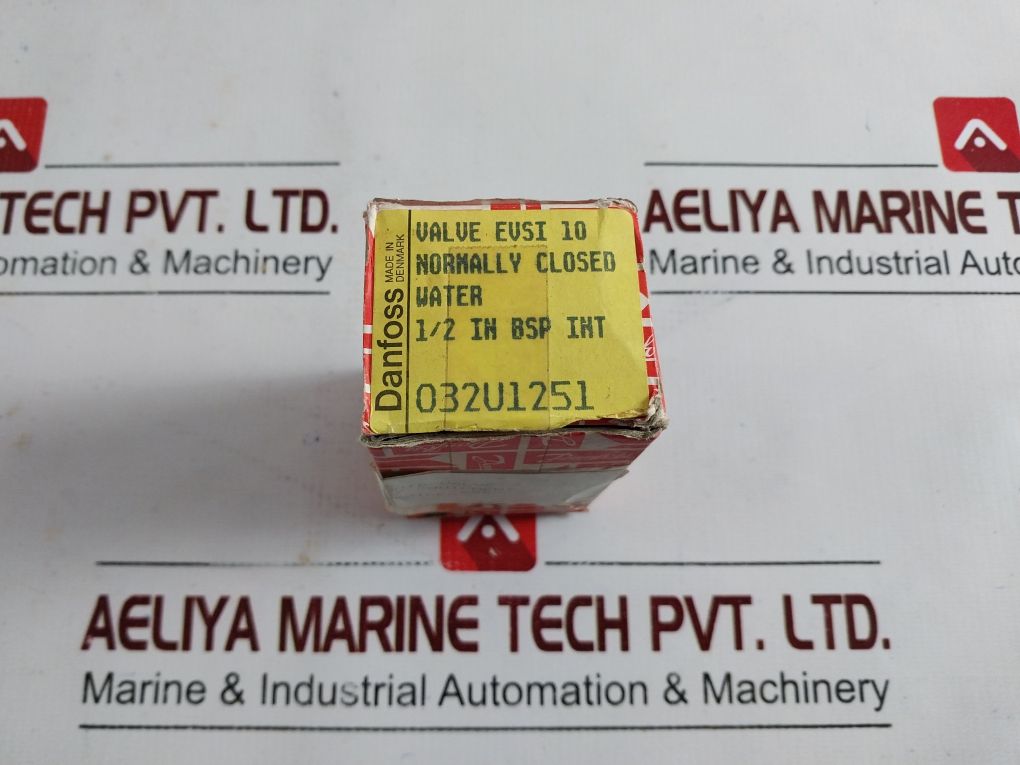 TECH PVT. LTD.
omation & Machinery
AELIYA MARINE T
Marine & Industrial Auto
Danfoss
MADE IN
DENMARK
VALVE EVSI 10
NORMALLY CLOSED
WATER
1/2 IN BSP INT
032U1251
AELIYA MARINE TECH PVT. LTD.
Marine & Industrial Automation & Machinery